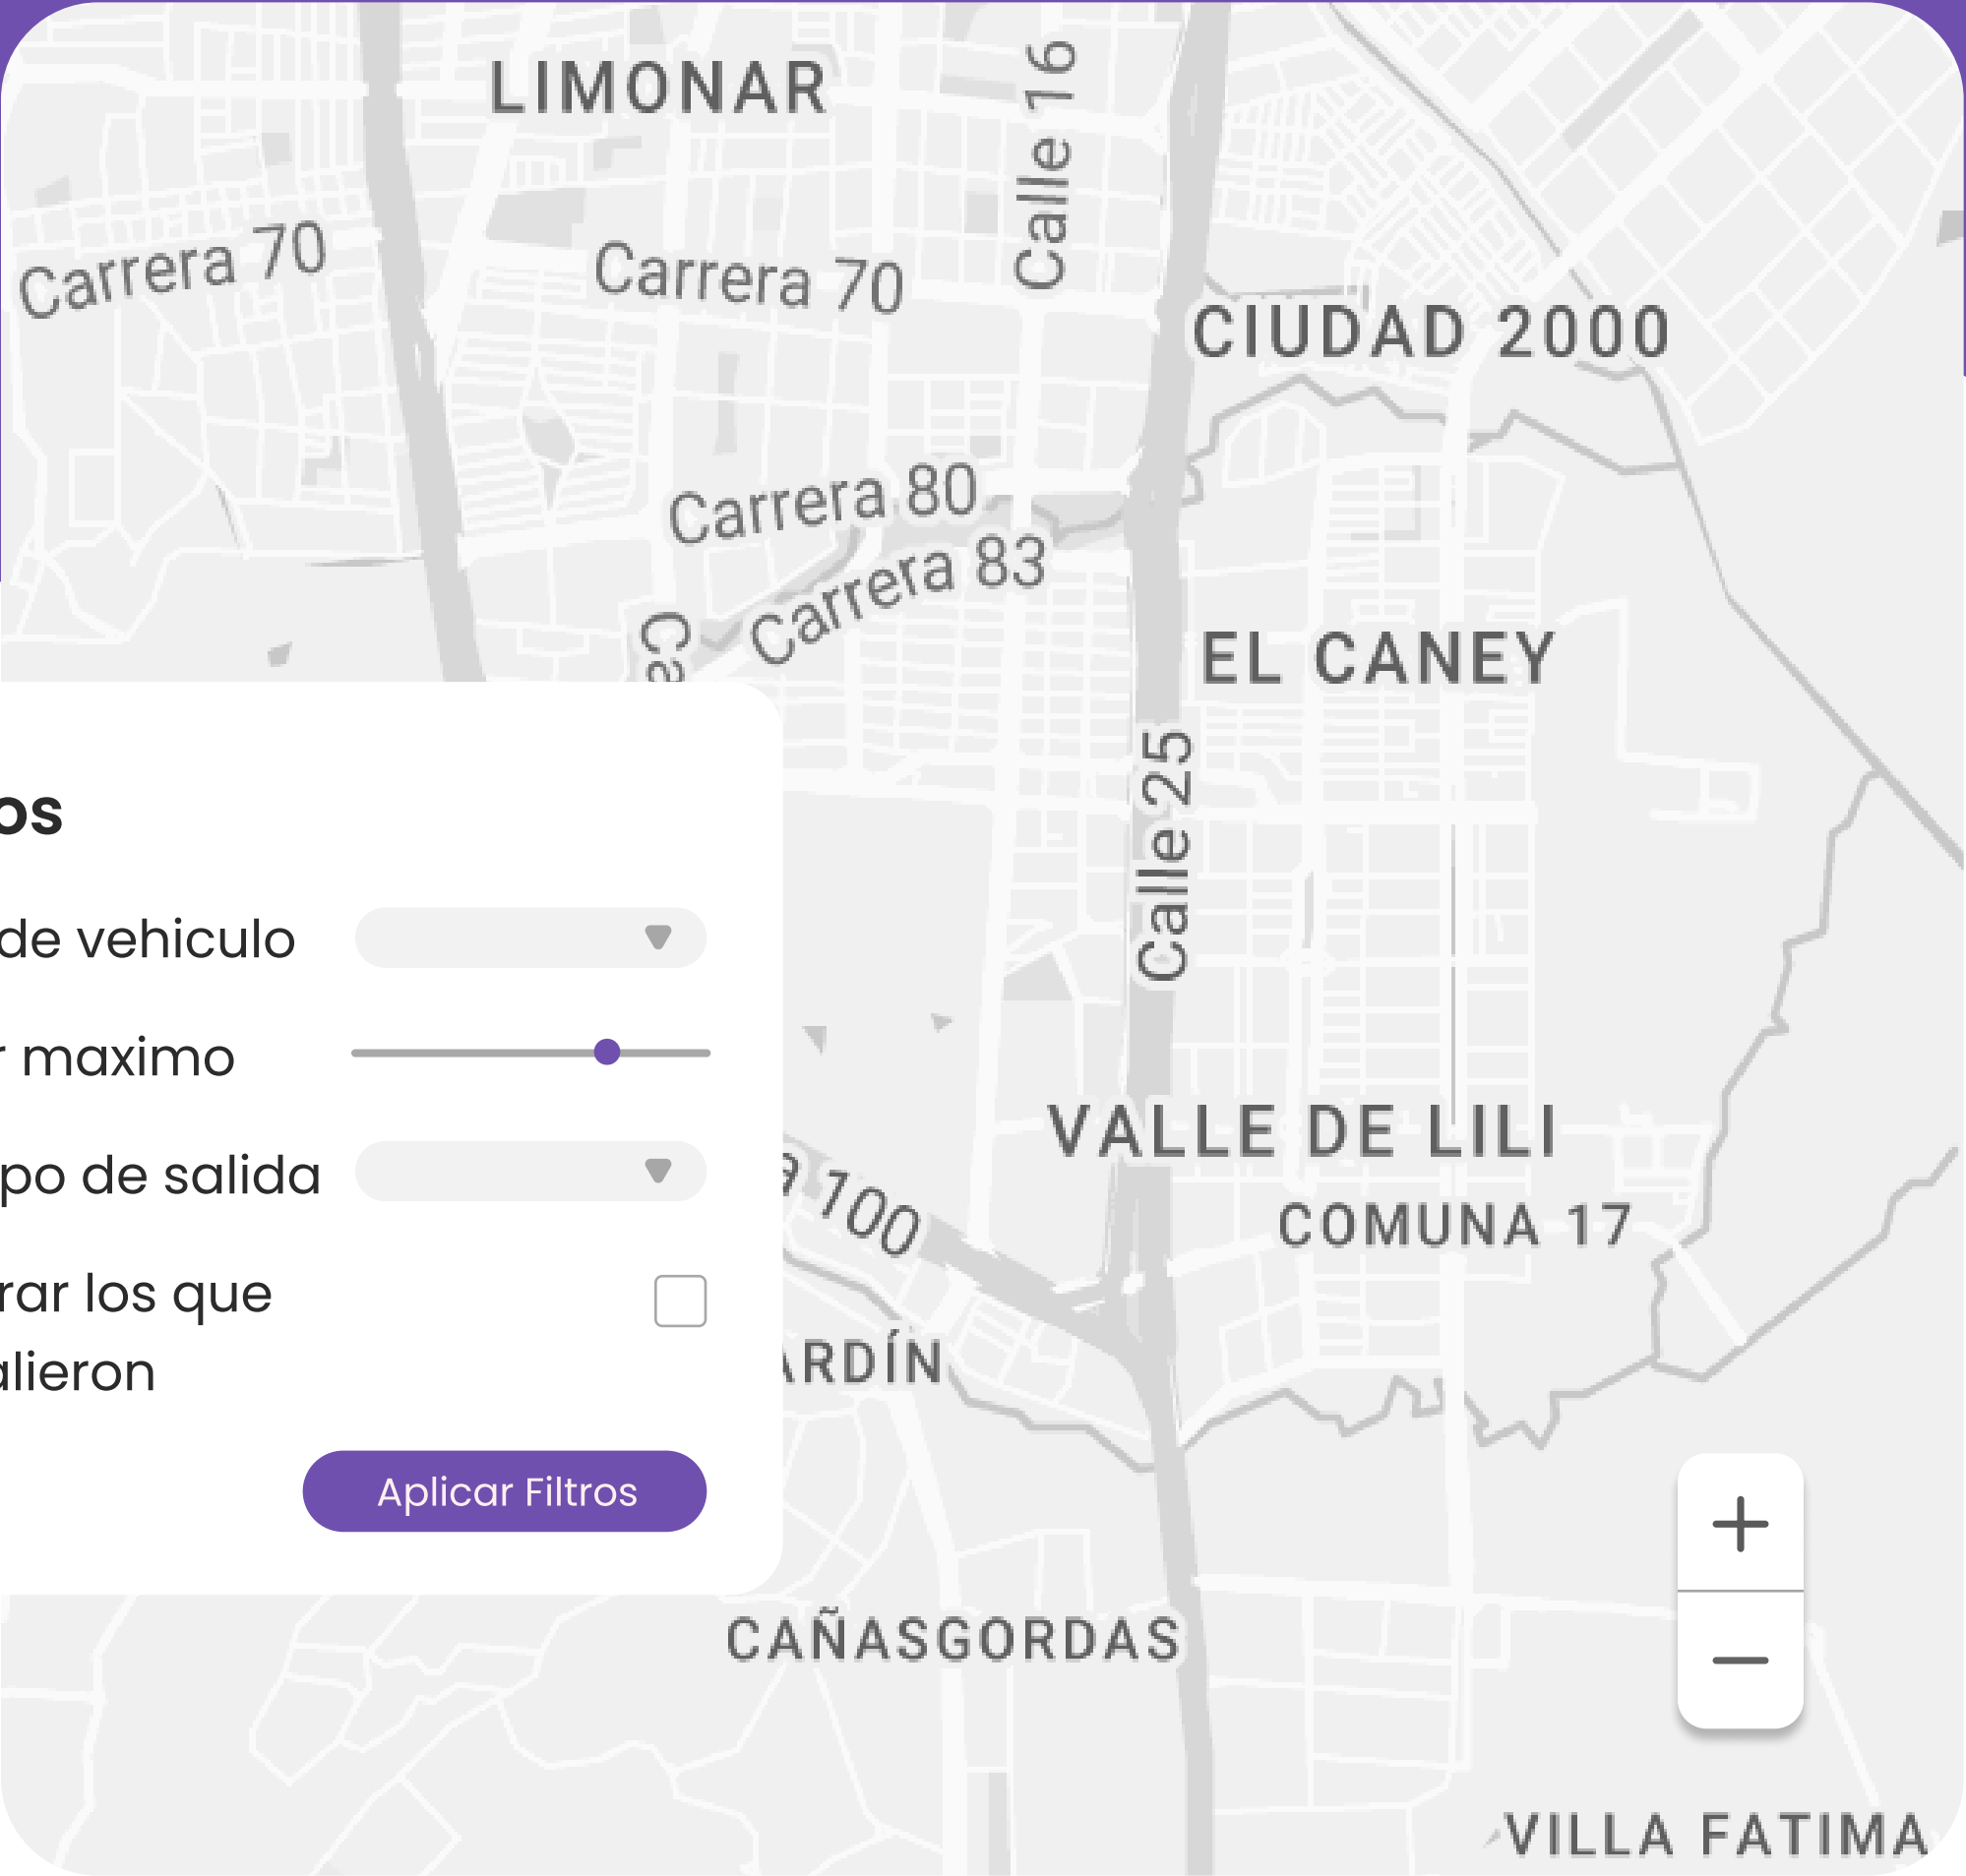 LIMONAR
Calle 16
Carrera 70
Carrera 70
CIUDAD 2000
Carrera 80
Carrera 83
Ca
EL CANEY
Calle 25
os
de vehiculo
r maximo
po de salida
rar los que
alieron
Aplicar Filtros
VALLE DE LILI
COMUNA 17
a 100
ARDÍN
CAÑASGORDAS
+
−
VILLA FATIMA